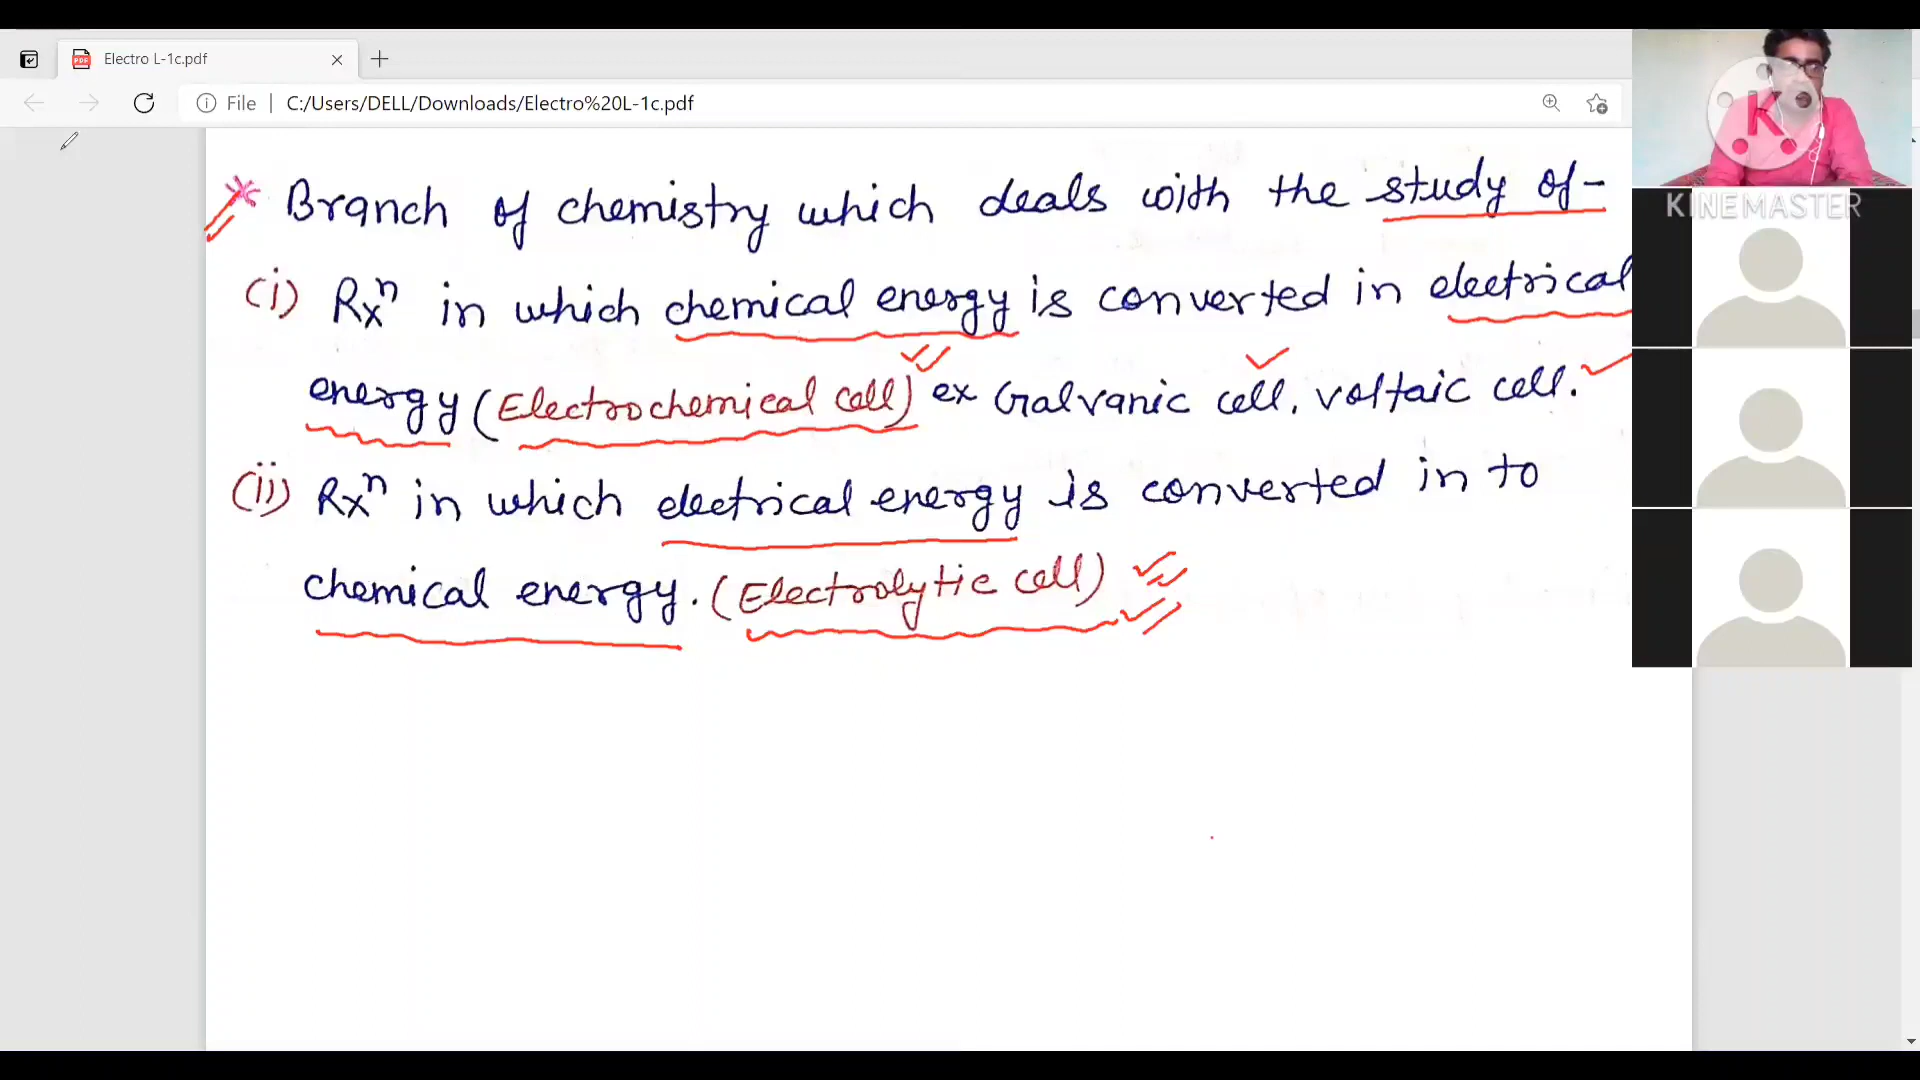 Electro L-1c.pdf
File | C:/Users/DELL/Downloads/Electro%20L-1c.pdf
Branch of chemistry which deals with the study of-
(i) Rxⁿ in which chemical energy is converted in electrical
energy (Electrochemical cell) ex Galvanic cell, voltaic cell.
(ii) Rxⁿ in which electrical energy is converted in to
chemical energy. (Electrolytic cell)
K
KINEMASTER